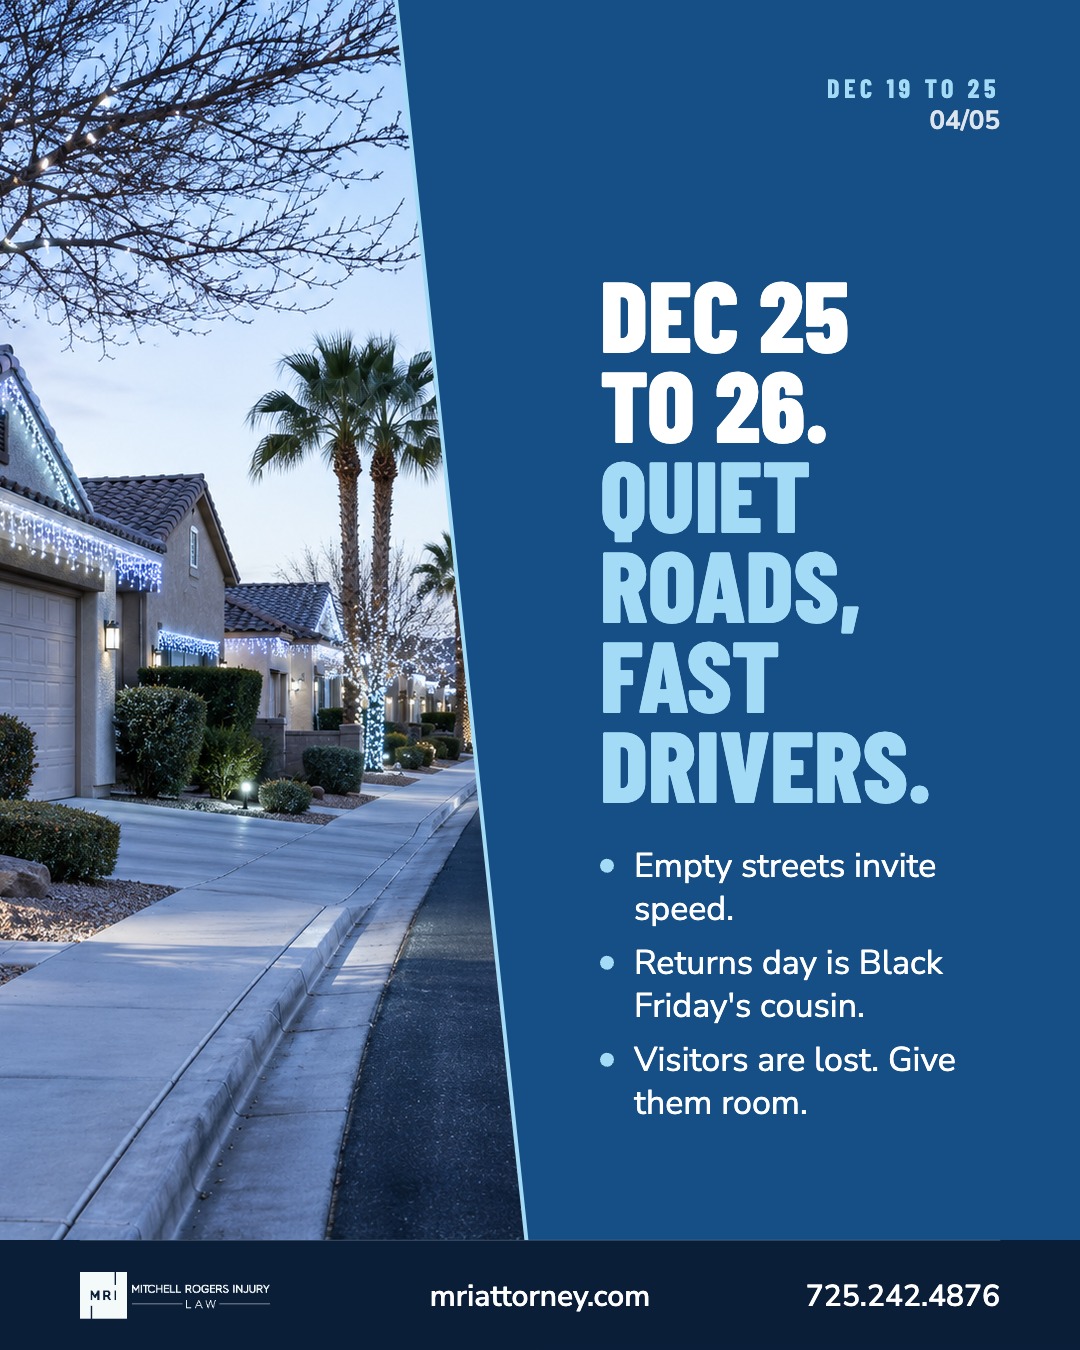 DEC 19 TO 25
04/05
DEC 25
TO 26.
QUIET
ROADS,
FAST
DRIVERS.
Empty streets invite
speed.
Returns day is Black
Friday's cousin.
Visitors are lost. Give
them room.
MRI
MITCHELL ROGERS INJURY
LAW
mriattorney.com
725.242.4876